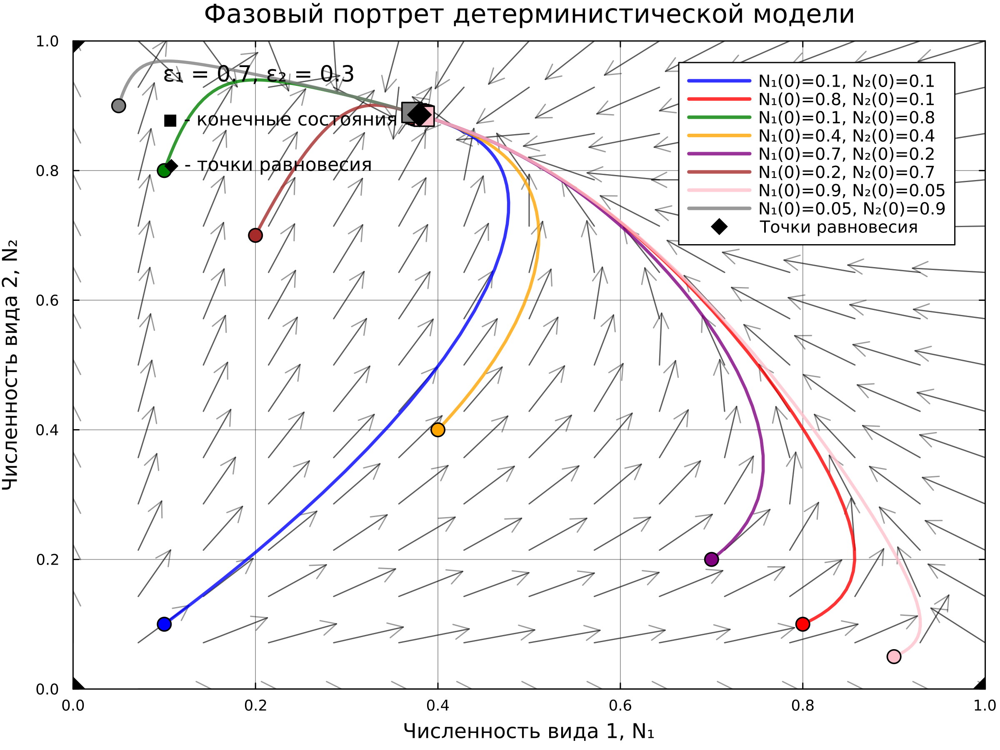 Фазовый портрет детерминистической модели
1.0
0.8
0.6
0.4
0.2
0.0
Численность вида 2, N₂
ε₁ = 0.7, ε₂ = 0.3
- конечные состояния
- точки равновесия
N₁(0)=0.1, N₂(0)=0.1
N₁(0)=0.8, N₂(0)=0.1
N₁(0)=0.1, N₂(0)=0.8
N₁(0)=0.4, N₂(0)=0.4
N₁(0)=0.7, N₂(0)=0.2
N₁(0)=0.2, N₂(0)=0.7
N₁(0)=0.9, N₂(0)=0.05
N₁(0)=0.05, N₂(0)=0.9
Точки равновесия
0.0 0.2 0.4 0.6 0.8 1.0
Численность вида 1, N₁